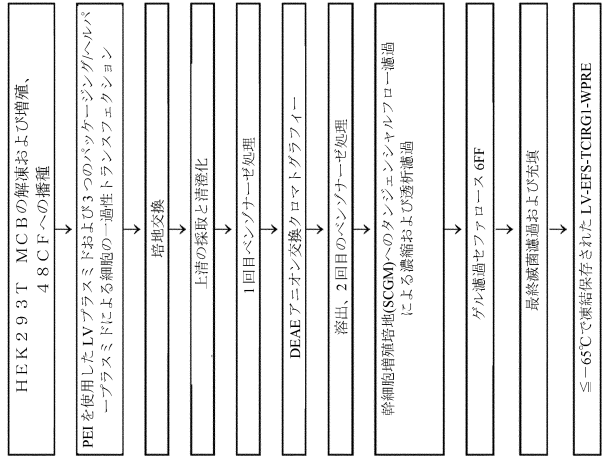 HEK293T MCBの解凍および増殖、
48CFへの播種
PEIを使用したLVプラスミドおよび3つのパッケージング/ヘルパ
ープラスミドによる細胞の一過性トランスフェクション
培地交換
上清の採取と清澄化
1回目ベンゾナーゼ処理
DEAEアニオン交換クロマトグラフィー
溶出、2回目のベンゾナーゼ処理
幹細胞増殖培地(SCGM)へのタンジェンシャルフロー濾過
による濃縮および透析濾過
ゲル濾過セファロース6FF
最終滅菌濾過および充填
≦－65℃で凍結保存されたLV-EFS-TCIRG1-WPRE